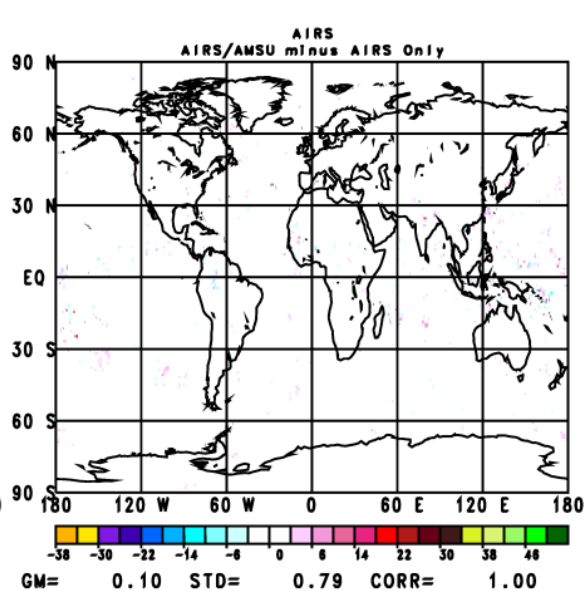 AIRS
AIRS/AMSU minus AIRS Only
90 N
60 N
30 N
EQ
30 S
60 S
90 S
180 120 W 60 W 0 60 E 120 E 180
-38 -30 -22 -14 -6 0 6 14 22 30 38 46
GM= 0.10 STD= 0.79 CORR= 1.00